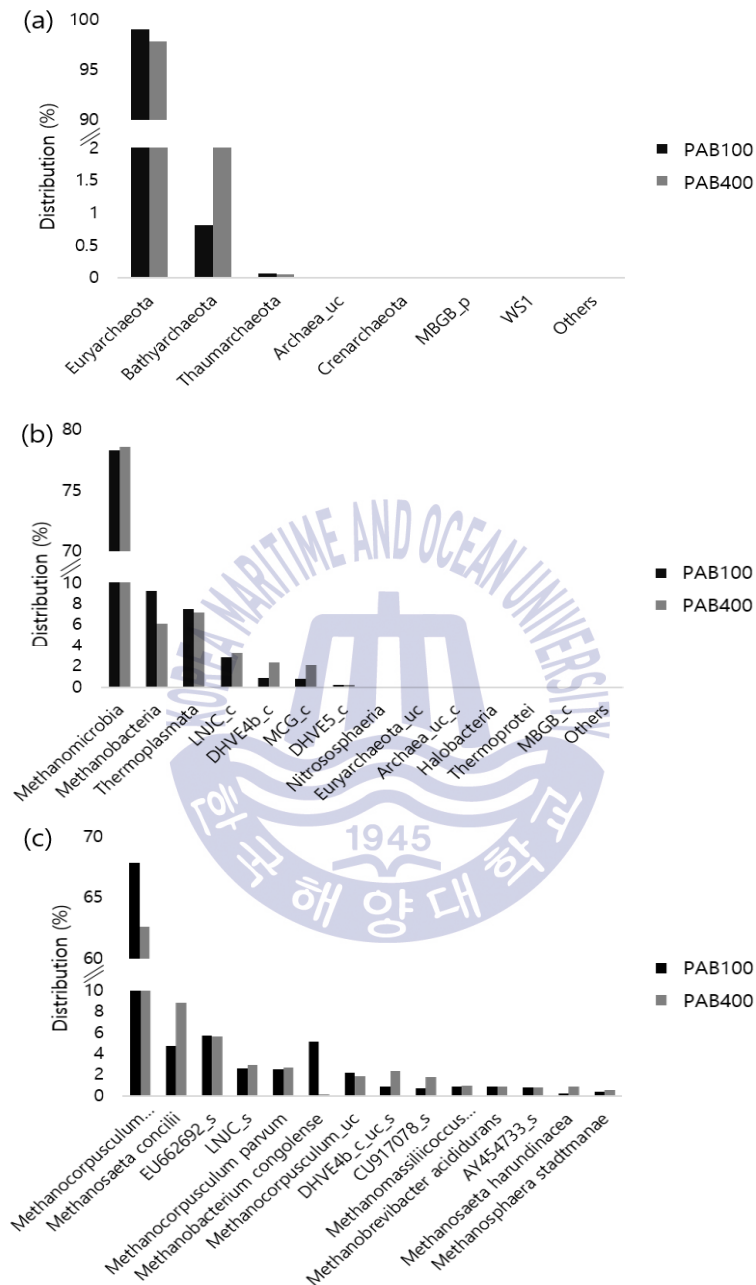 (a)
100
95
90
2
1.5
1
0.5
0
Distribution (%)
PAB100
PAB400
Euryarchaeota
Bathyarchaeota
Thaumarchaeota
Archaea_uc
Crenarchaeota
MBGB_p
WS1
Others
(b)
80
75
70
10
8
6
4
2
0
Distribution (%)
PAB100
PAB400
Methanomicrobia
Methanobacteria
Thermoplasmata
LNJC_c
DHVE4b_c
MCG_c
DHVE5_c
Nitrososphaeria
Euryarchaeota_uc
Archaea_uc_c
Halobacteria
Thermoprotei
MBGB_c
Others
KOREA MARITIME AND OCEAN UNIVERSITY
1945
한국해양대학교
(c)
70
65
60
10
8
6
4
2
0
Distribution (%)
PAB100
PAB400
Methanocorpusculum...
Methanosaeta concilii
EU662692_s
LNJC_s
Methanocorpusculum parvum
Methanobacterium congolense
Methanocorpusculum_uc
DHVE4b_c_uc_s
CU917078_s
Methanomassiliicoccus...
Methanobrevibacter acididurans
AY454733_s
Methanosaeta harundinacea
Methanosphaera stadtmanae